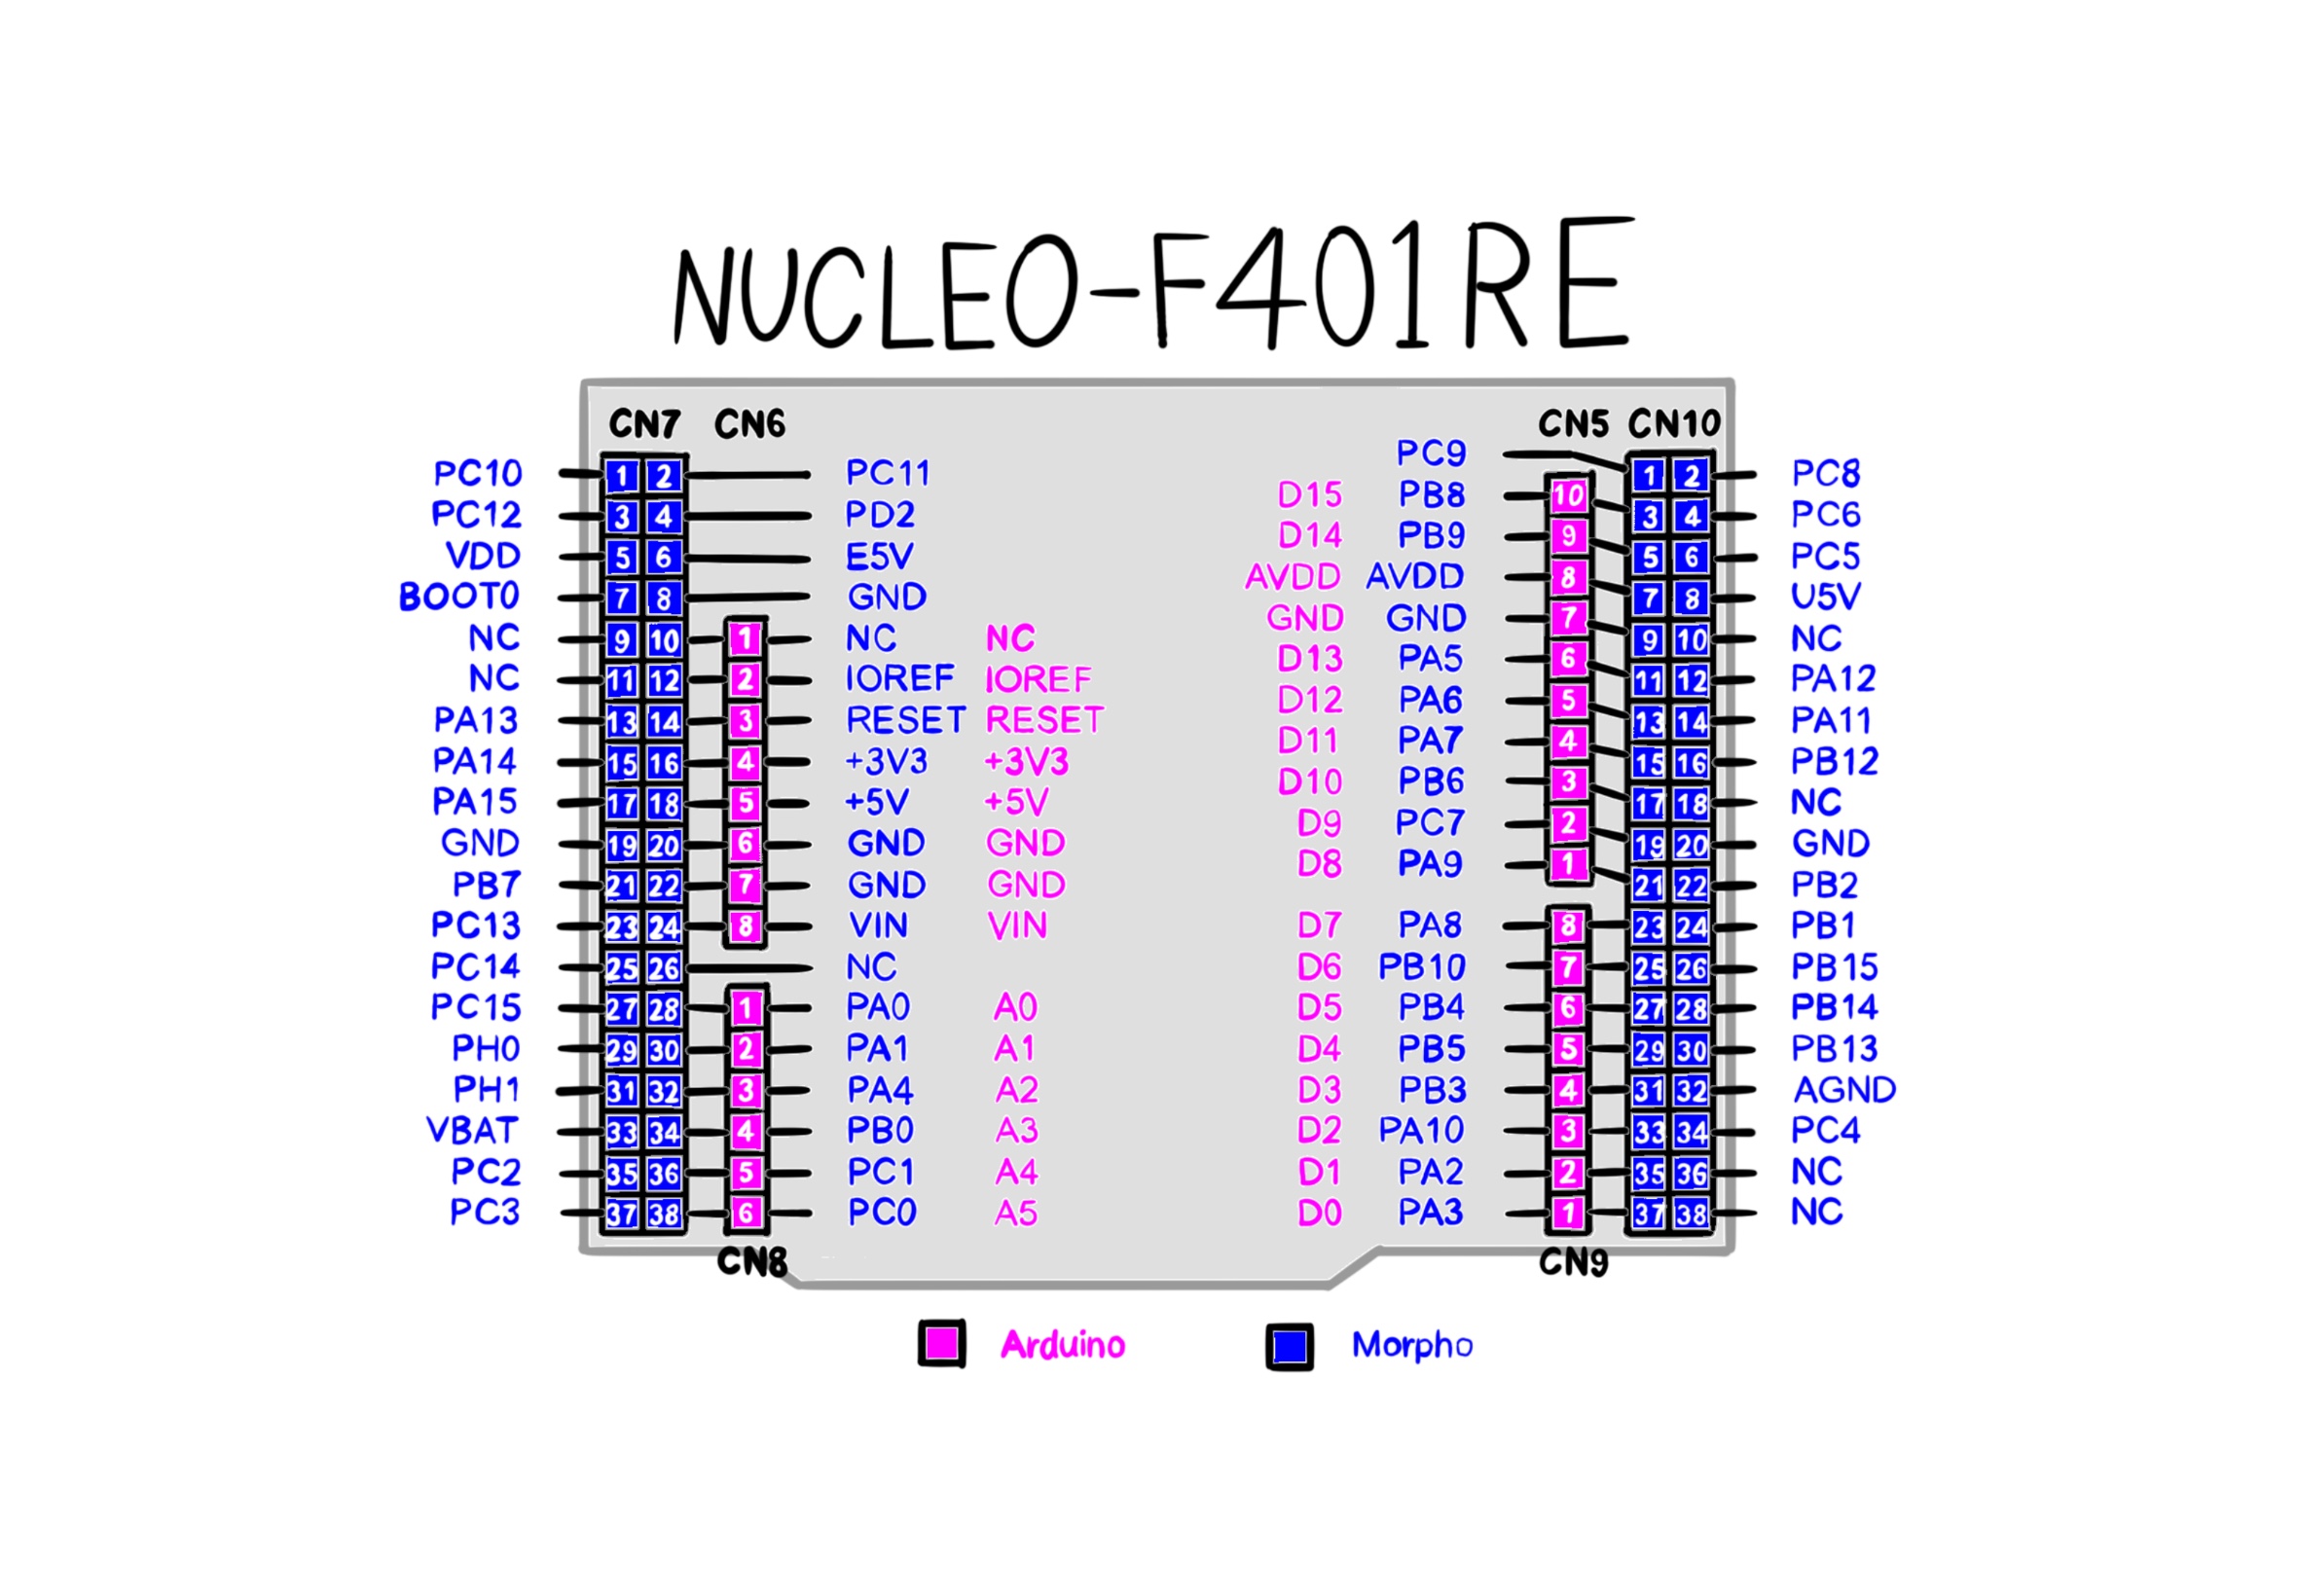 NUCLEO-F401RE
CN7 CN6 CN5 CN10
PC9
PC10 1 2 PC11 1 2 PC8
D15 PB8 10
PC12 3 4 PD2 3 4 PC6
D14 PB9 9
VDD 5 6 E5V 5 6 PC5
AVDD AVDD 8
BOOT0 7 8 GND 7 8 U5V
GND GND 7
NC 9 10 1 NC NC 9 10 NC
D13 PA5 6
NC 11 12 2 IOREF IOREF 11 12 PA12
D12 PA6 5
PA13 13 14 3 RESET RESET 13 14 PA11
D11 PA7 4
PA14 15 16 4 +3V3 +3V3 15 16 PB12
D10 PB6 3
PA15 17 18 5 +5V +5V 17 18 NC
D9 PC7 2
GND 19 20 6 GND GND 19 20 GND
D8 PA9 1
PB7 21 22 7 GND GND 21 22 PB2
PC13 23 24 8 VIN VIN D7 PA8 8 23 24 PB1
PC14 25 26 NC D6 PB10 7 25 26 PB15
PC15 27 28 1 PA0 A0 D5 PB4 6 27 28 PB14
PH0 29 30 2 PA1 A1 D4 PB5 5 29 30 PB13
PH1 31 32 3 PA4 A2 D3 PB3 4 31 32 AGND
VBAT 33 34 4 PB0 A3 D2 PA10 3 33 34 PC4
PC2 35 36 5 PC1 A4 D1 PA2 2 35 36 NC
PC3 37 38 6 PC0 A5 D0 PA3 1 37 38 NC
CN8 CN9
Arduino Morpho